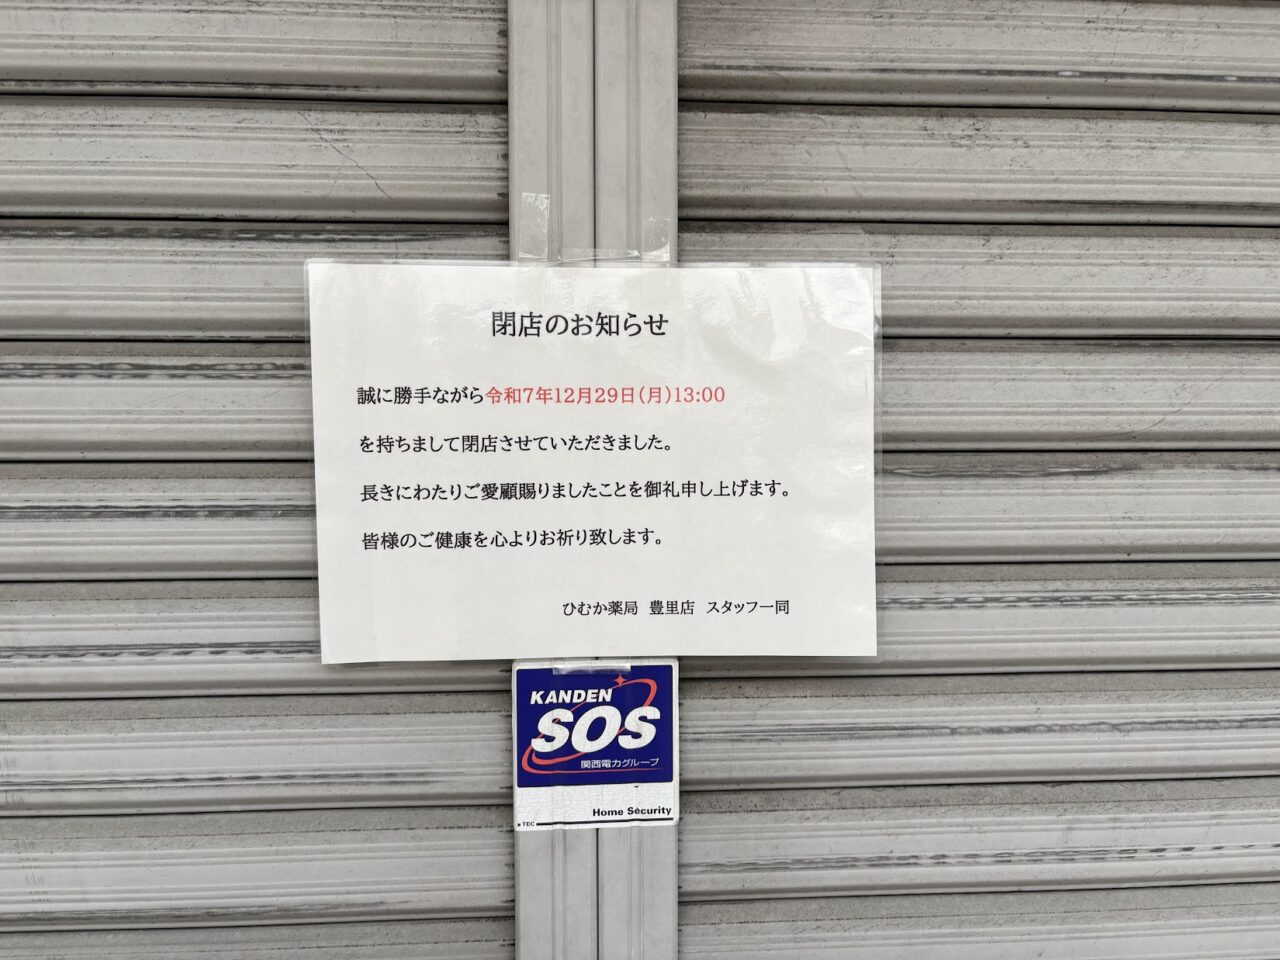 閉店のお知らせ
誠に勝手ながら令和7年12月29日(月)13:00
を持ちまして閉店させていただきました。
長きにわたりご愛顧賜りましたことを御礼申し上げます。
皆様のご健康を心よりお祈り致します。
ひむか薬局 豊里店 スタッフ一同
KANDEN
SOS
関西電力グループ
Home Security
TEC